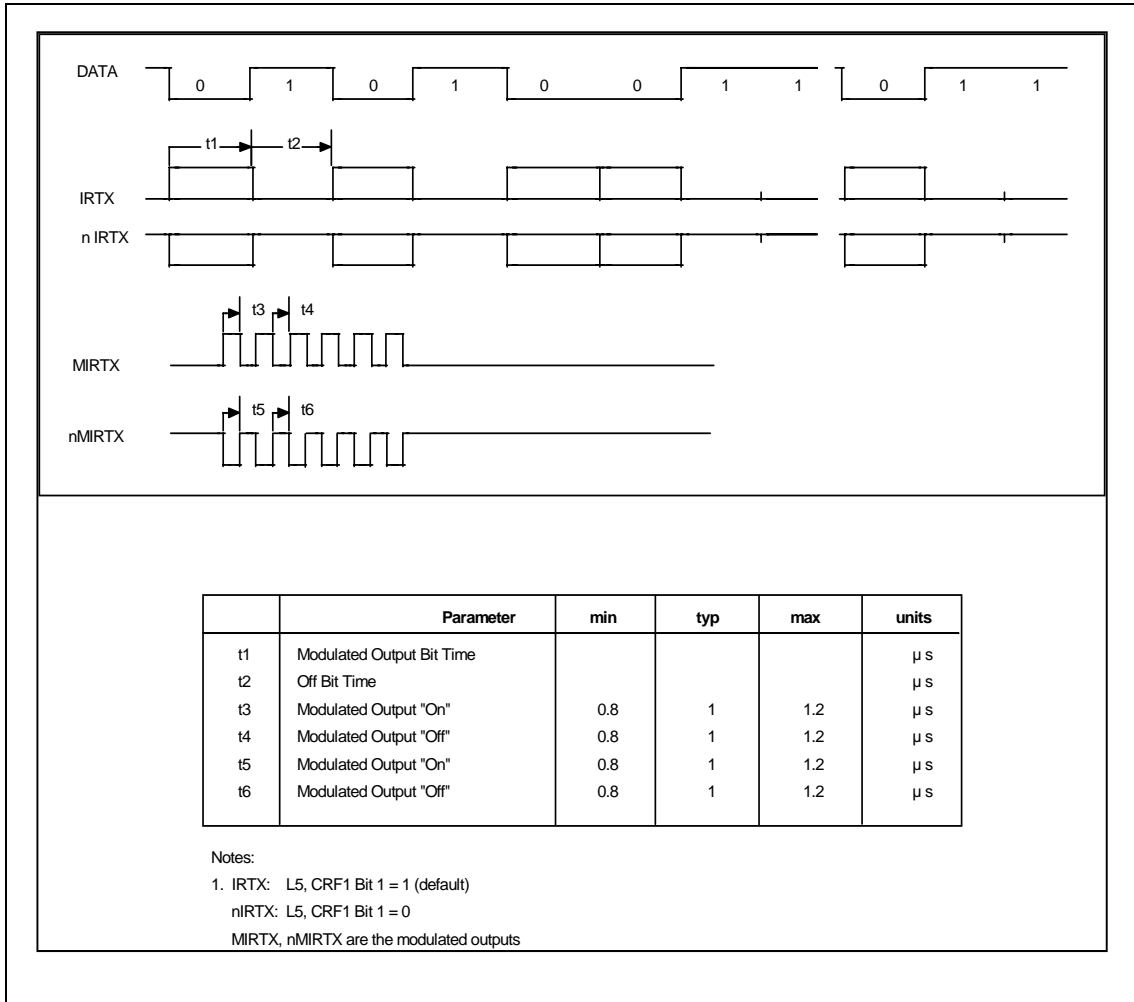 DATA 0 1 0 1 0 0 1 1 0 1 1
t1 t2
IRTX
n IRTX
t3 t4
MIRTX
t5 t6
nMIRTX
Parameter min typ max units
t1 Modulated Output Bit Time µ s
t2 Off Bit Time µ s
t3 Modulated Output "On" 0.8 1 1.2 µ s
t4 Modulated Output "Off" 0.8 1 1.2 µ s
t5 Modulated Output "On" 0.8 1 1.2 µ s
t6 Modulated Output "Off" 0.8 1 1.2 µ s
Notes:
1. IRTX: L5, CRF1 Bit 1 = 1 (default)
nIRTX: L5, CRF1 Bit 1 = 0
MIRTX, nMIRTX are the modulated outputs